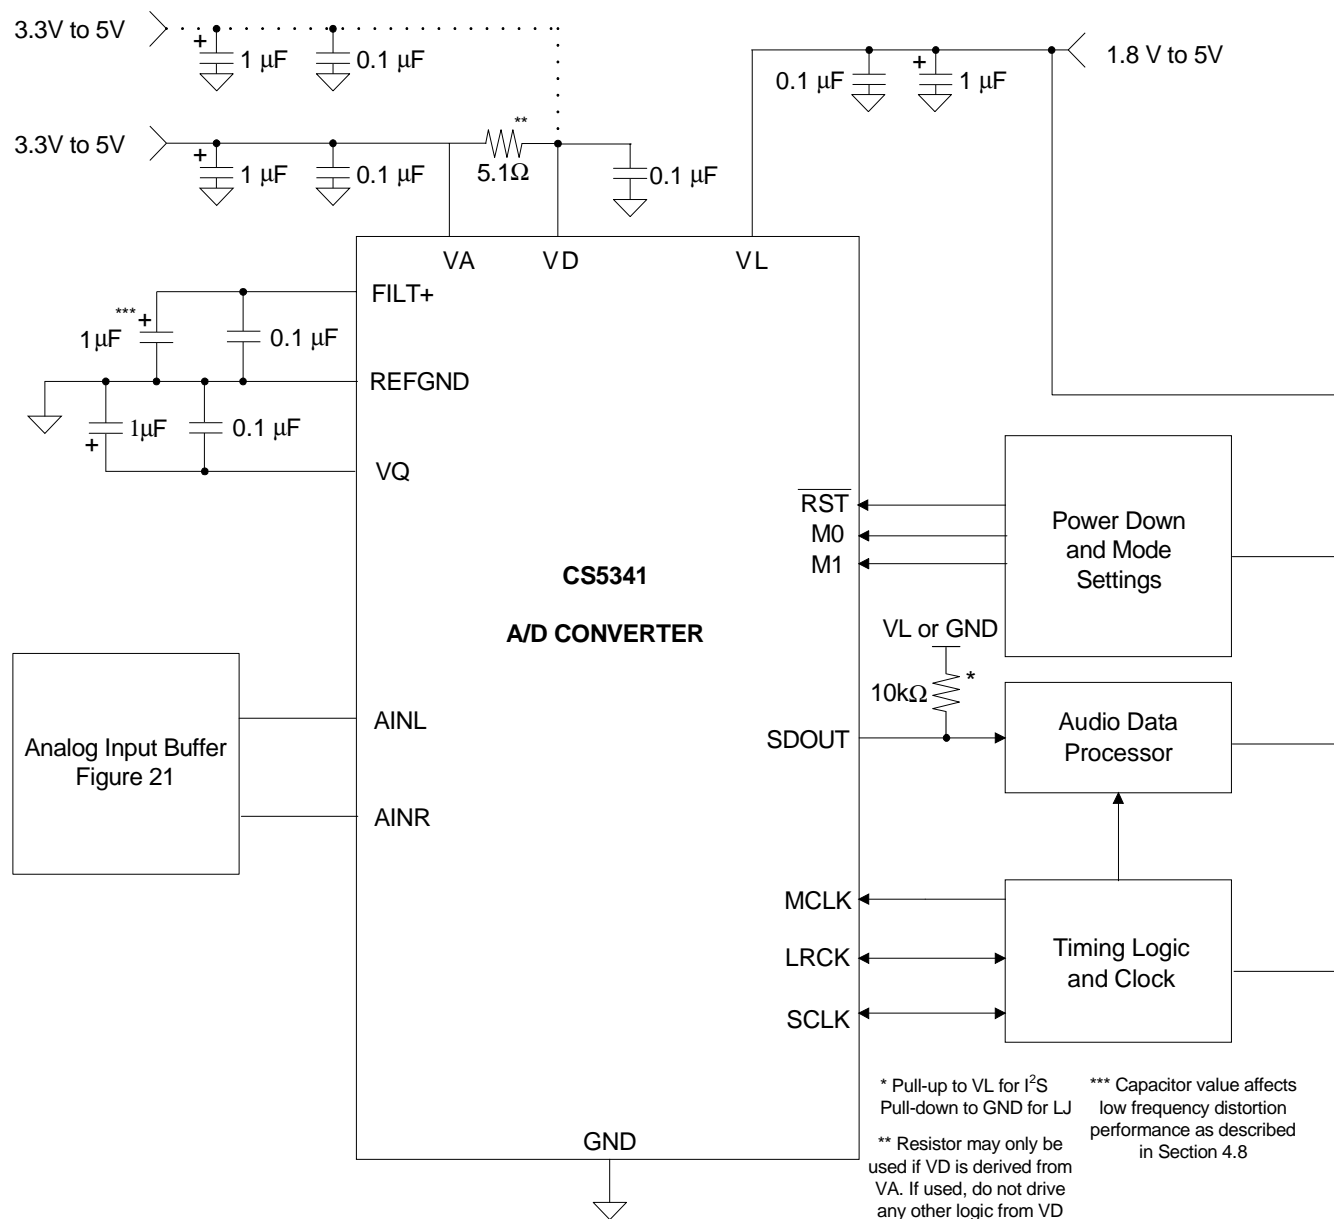 3.3V to 5V
+
1 µF
0.1 µF
0.1 µF
+
1 µF
1.8 V to 5V
3.3V to 5V
+
1 µF
0.1 µF
**
5.1Ω
0.1 µF
VA
VD
VL
FILT+
***
+
1µF
0.1 µF
REFGND
1µF
+
0.1 µF
VQ
RST
M0
M1
Power Down
and Mode
Settings
CS5341
A/D CONVERTER
VL or GND
*
10kΩ
Analog Input Buffer
Figure 21
AINL
AINR
SDOUT
Audio Data
Processor
MCLK
LRCK
SCLK
Timing Logic
and Clock
GND
* Pull-up to VL for I²S
Pull-down to GND for LJ
** Resistor may only be
used if VD is derived from
VA. If used, do not drive
any other logic from VD
*** Capacitor value affects
low frequency distortion
performance as described
in Section 4.8